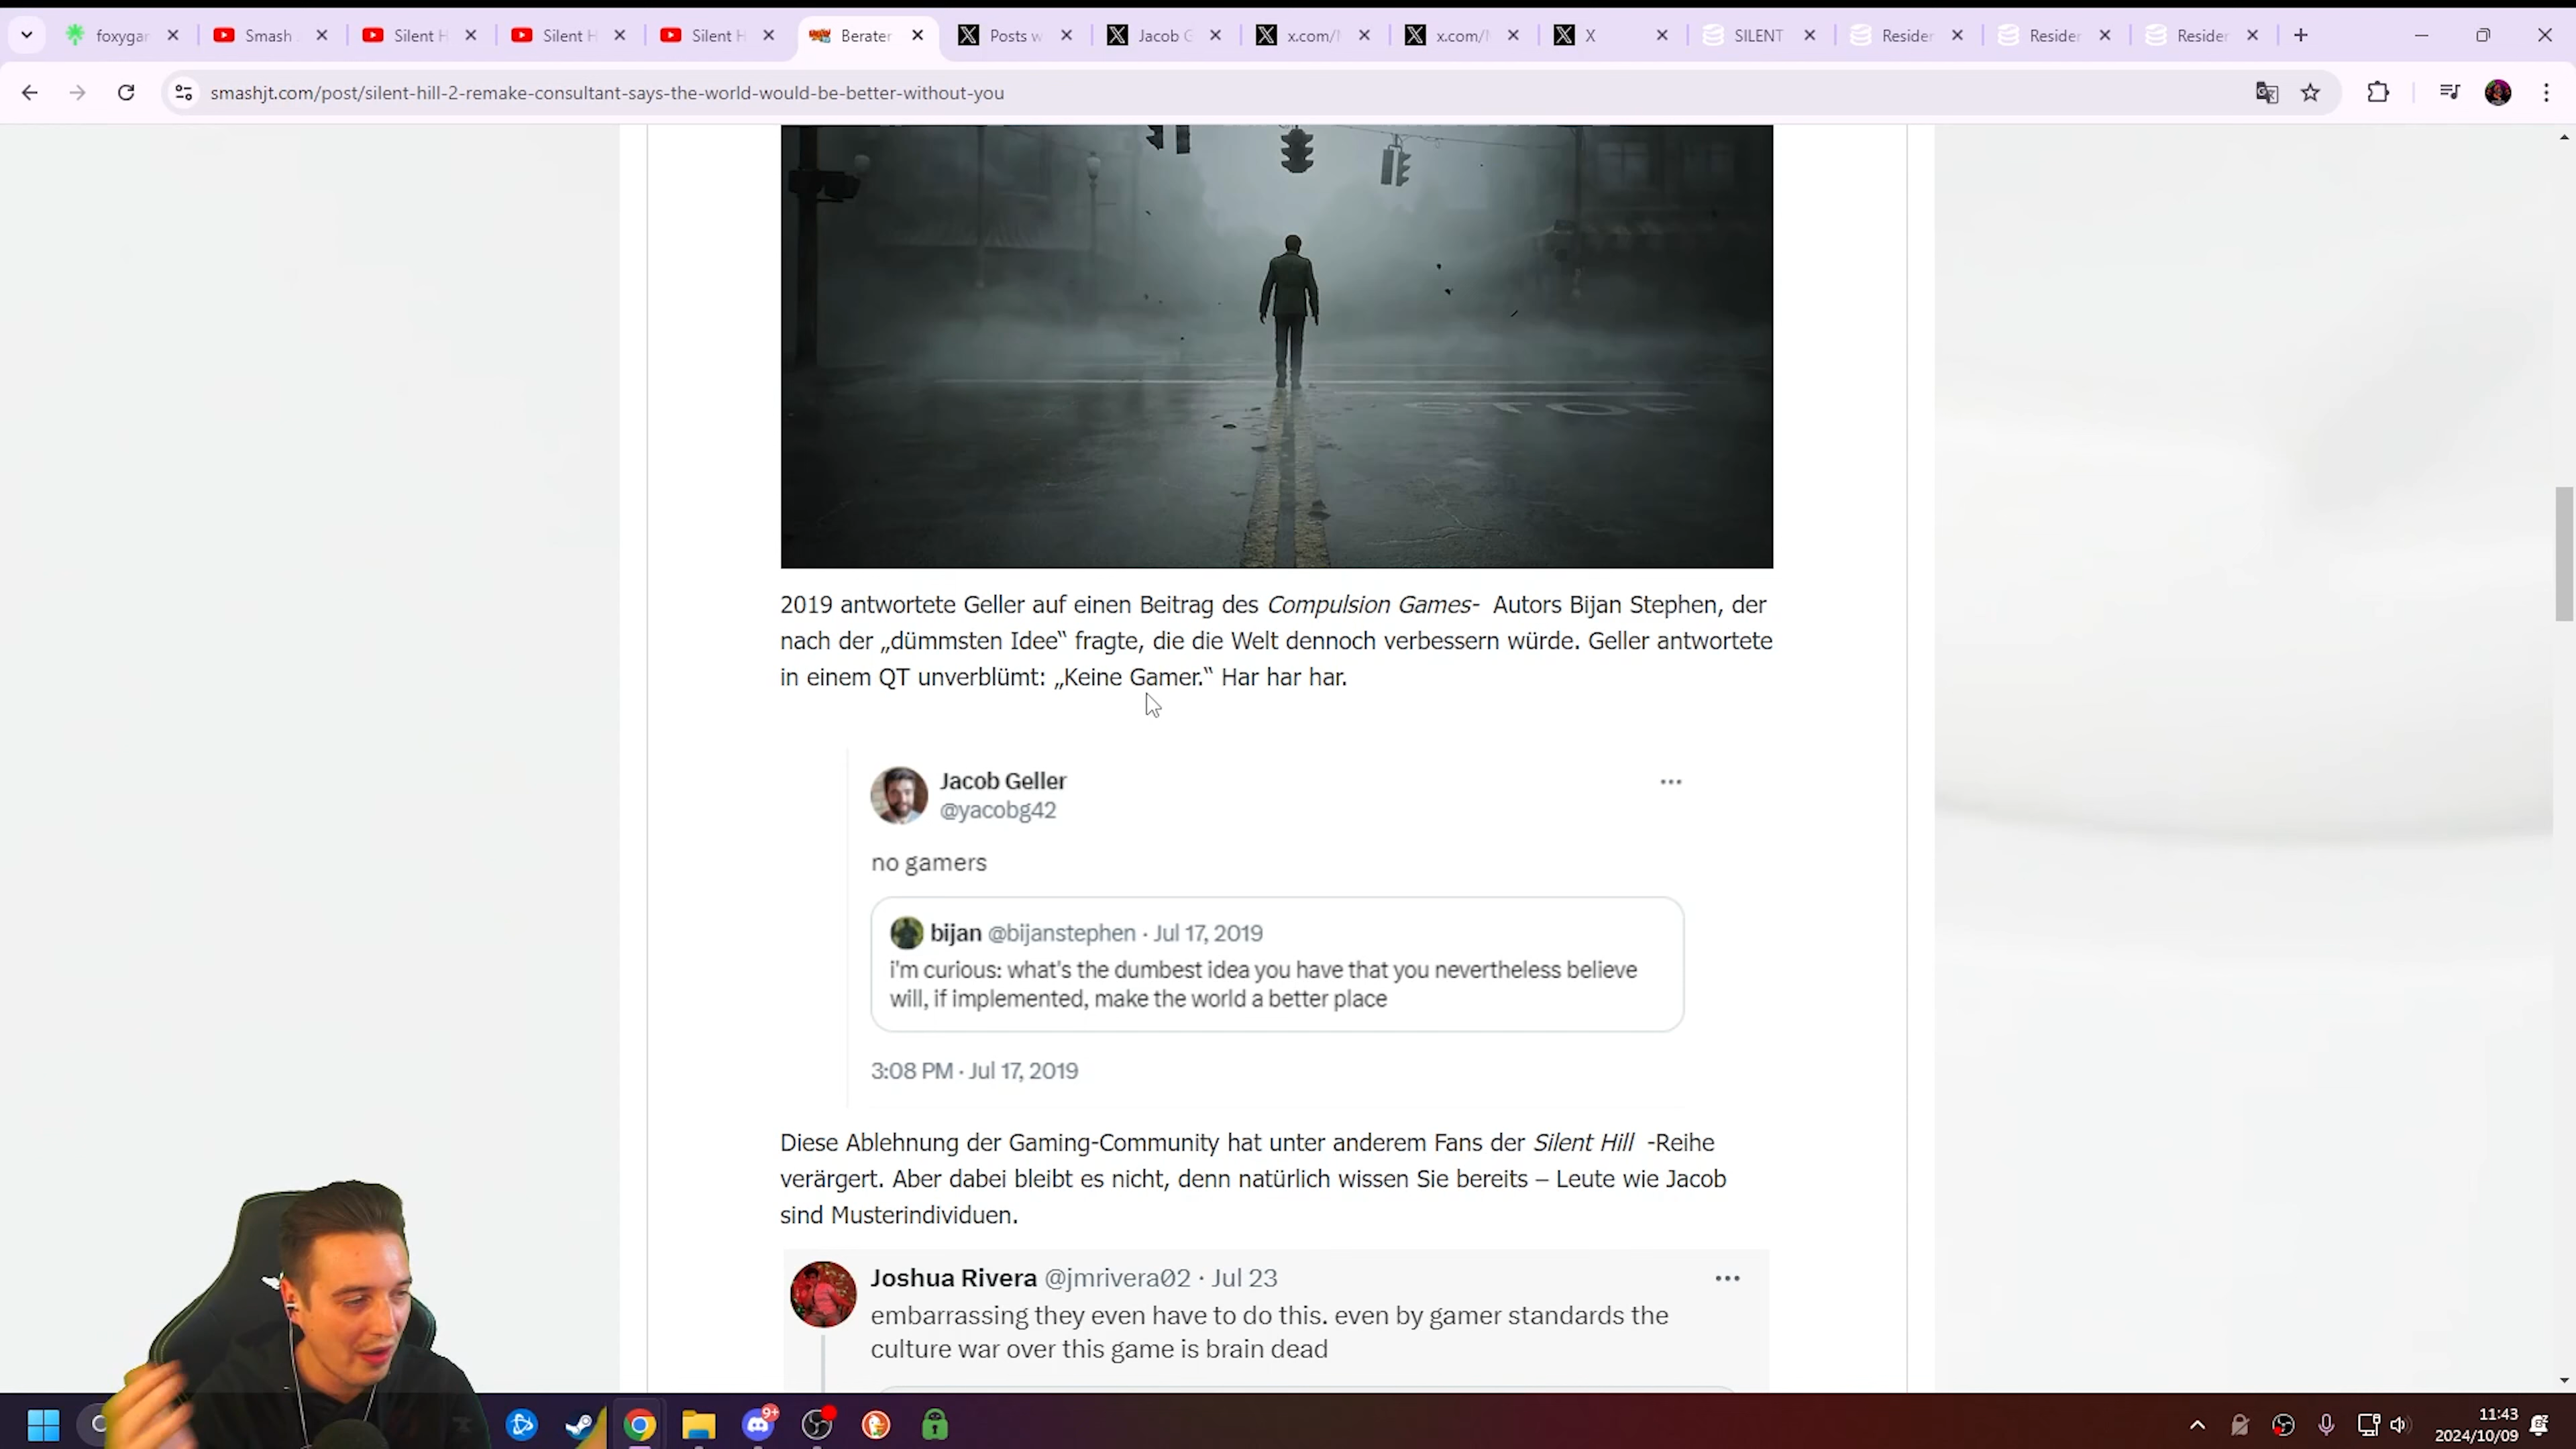 foxygar
Smash
Silent H
Silent H
Silent H
Berater
Posts w
Jacob G
x.com/
x.com/
X
SILENT
Resider
Resider
Resider
smashjt.com/post/silent-hill-2-remake-consultant-says-the-world-would-be-better-without-you
STOP
2019 antwortete Geller auf einen Beitrag des Compulsion Games- Autors Bijan Stephen, der
nach der „dümmsten Idee“ fragte, die die Welt dennoch verbessern würde. Geller antwortete
in einem QT unverblümt: „Keine Gamer.“ Har har har.
Jacob Geller
@yacobg42
no gamers
bijan @bijanstephen · Jul 17, 2019
i'm curious: what's the dumbest idea you have that you nevertheless believe
will, if implemented, make the world a better place
3:08 PM · Jul 17, 2019
Diese Ablehnung der Gaming-Community hat unter anderem Fans der Silent Hill -Reihe
verärgert. Aber dabei bleibt es nicht, denn natürlich wissen Sie bereits – Leute wie Jacob
sind Musterindividuen.
Joshua Rivera @jmrivera02 · Jul 23
embarrassing they even have to do this. even by gamer standards the
culture war over this game is brain dead
9+
11:43
2024/10/09